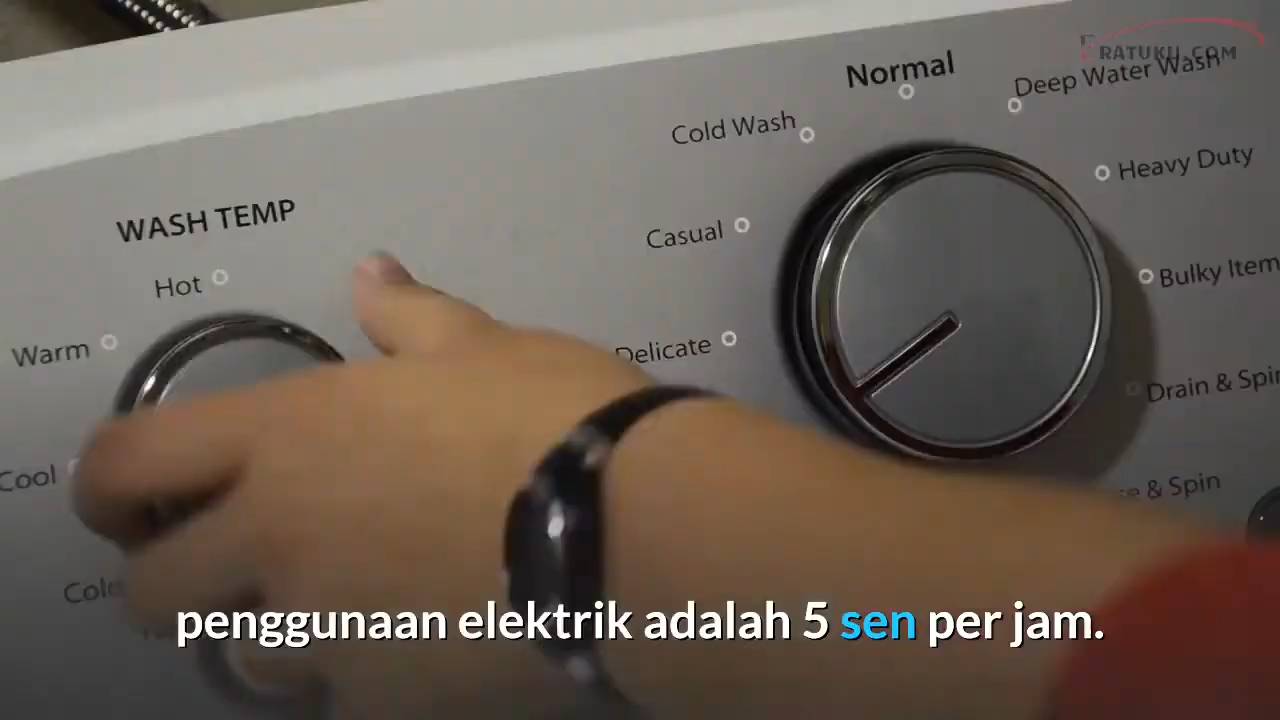 RATUKU.COM
Normal
Deep Water Wash
Cold Wash
Heavy Duty
WASH TEMP
Casual
Hot
Bulky Item
Warm
Delicate
Drain & Spin
Cool
& Spin
penggunaan elektrik adalah 5 sen per jam.